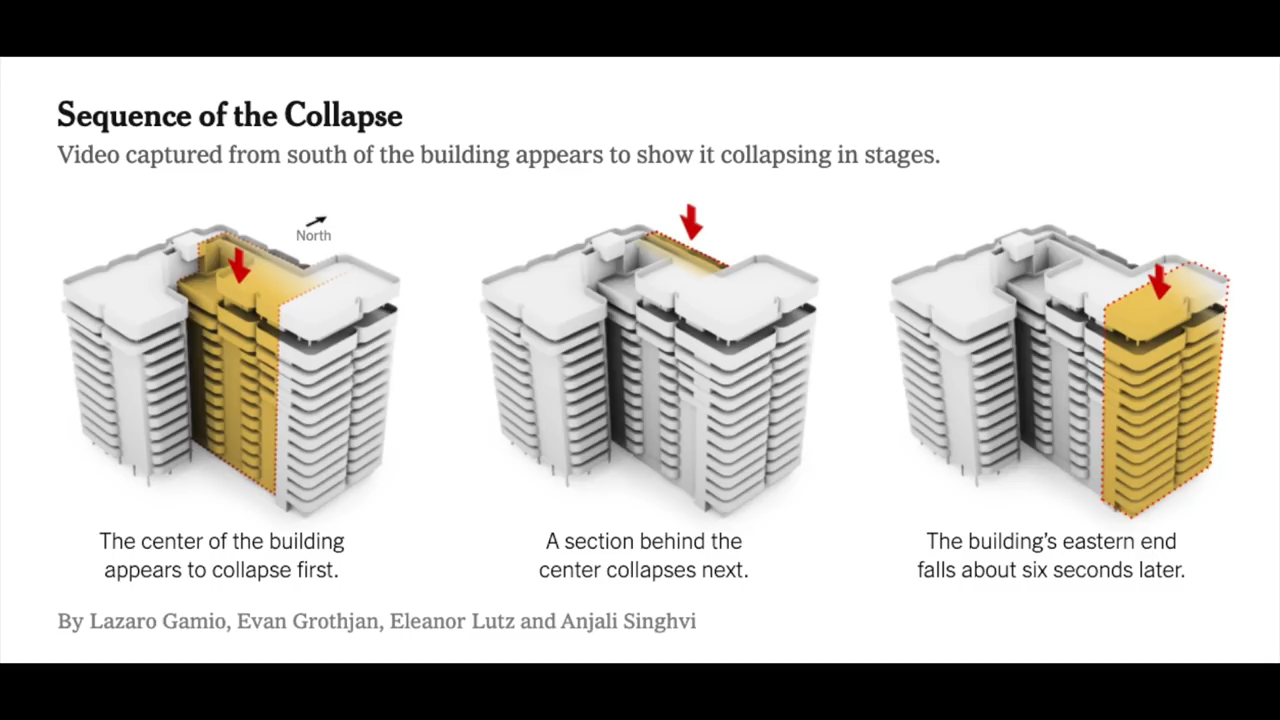 Sequence of the Collapse
Video captured from south of the building appears to show it collapsing in stages.
North
The center of the building
appears to collapse first.
A section behind the
center collapses next.
The building's eastern end
falls about six seconds later.
By Lazaro Gamio, Evan Grothjan, Eleanor Lutz and Anjali Singhvi